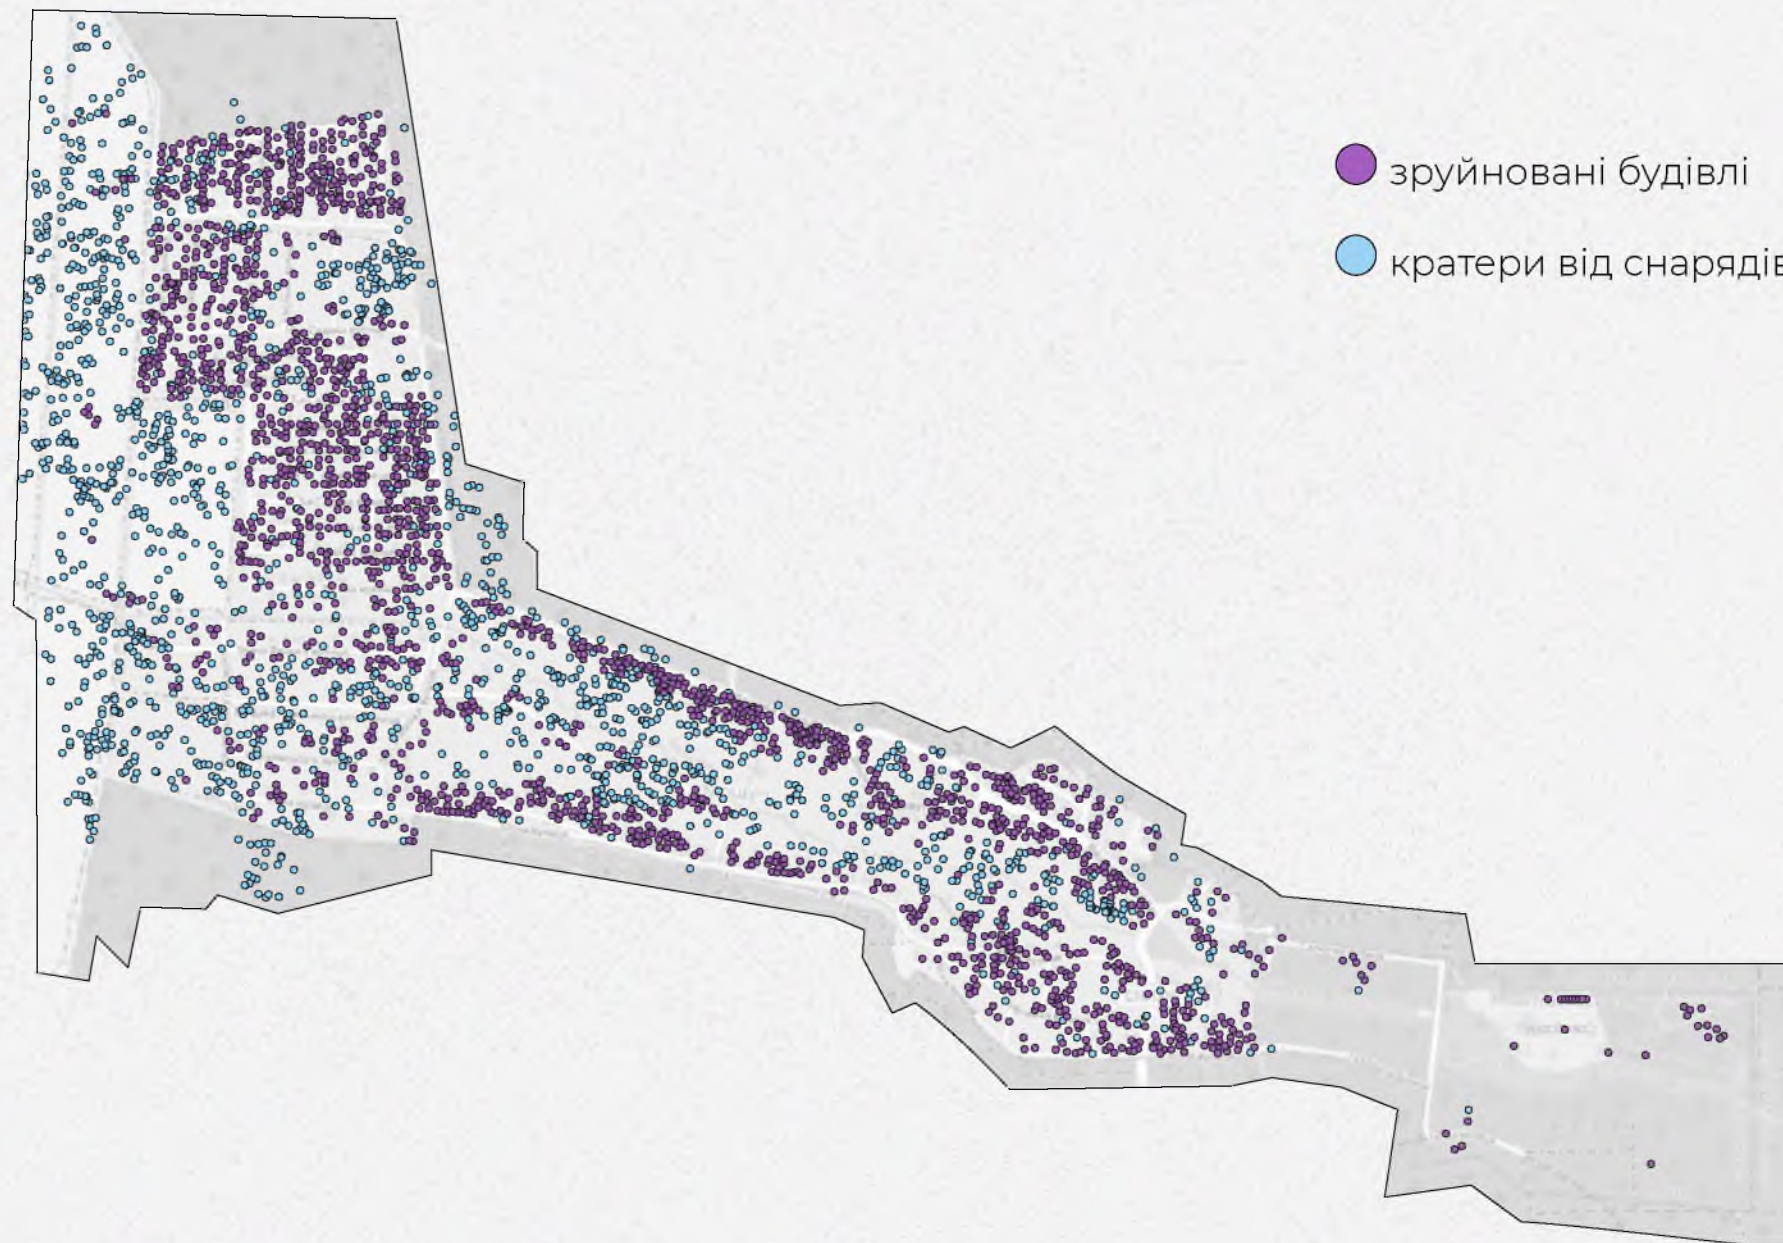 зруйновані будівлі
кратери від снарядів